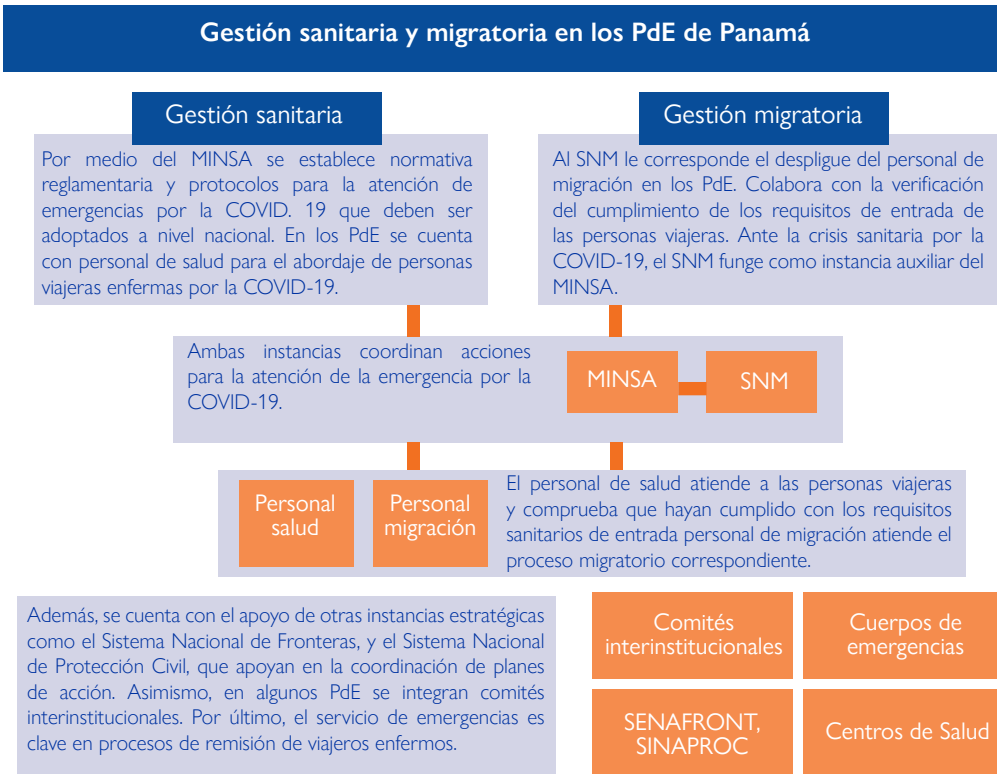 Gestión sanitaria y migratoria en los PdE de Panamá
Gestión sanitaria
Por medio del MINSA se establece normativa
reglamentaria y protocolos para la atención de
emergencias por la COVID. 19 que deben ser
adoptados a nivel nacional. En los PdE se cuenta
con personal de salud para el abordaje de personas
viajeras enfermas por la COVID-19.
Gestión migratoria
Al SNM le corresponde el despligue del personal de
migración en los PdE. Colabora con la verificación
del cumplimiento de los requisitos de entrada de
las personas viajeras. Ante la crisis sanitaria por la
COVID-19, el SNM funge como instancia auxiliar del
MINSA.
Ambas instancias coordinan acciones
para la atención de la emergencia por la
COVID-19.
MINSA
SNM
Personal
salud
Personal
migración
El personal de salud atiende a las personas viajeras
y comprueba que hayan cumplido con los requisitos
sanitarios de entrada personal de migración atiende el
proceso migratorio correspondiente.
Además, se cuenta con el apoyo de otras instancias estratégicas
como el Sistema Nacional de Fronteras, y el Sistema Nacional
de Protección Civil, que apoyan en la coordinación de planes
de acción. Asimismo, en algunos PdE se integran comités
interinstitucionales. Por último, el servicio de emergencias es
clave en procesos de remisión de viajeros enfermos.
Comités
interinstitucionales
Cuerpos de
emergencias
SENAFRONT,
SINAPROC
Centros de Salud